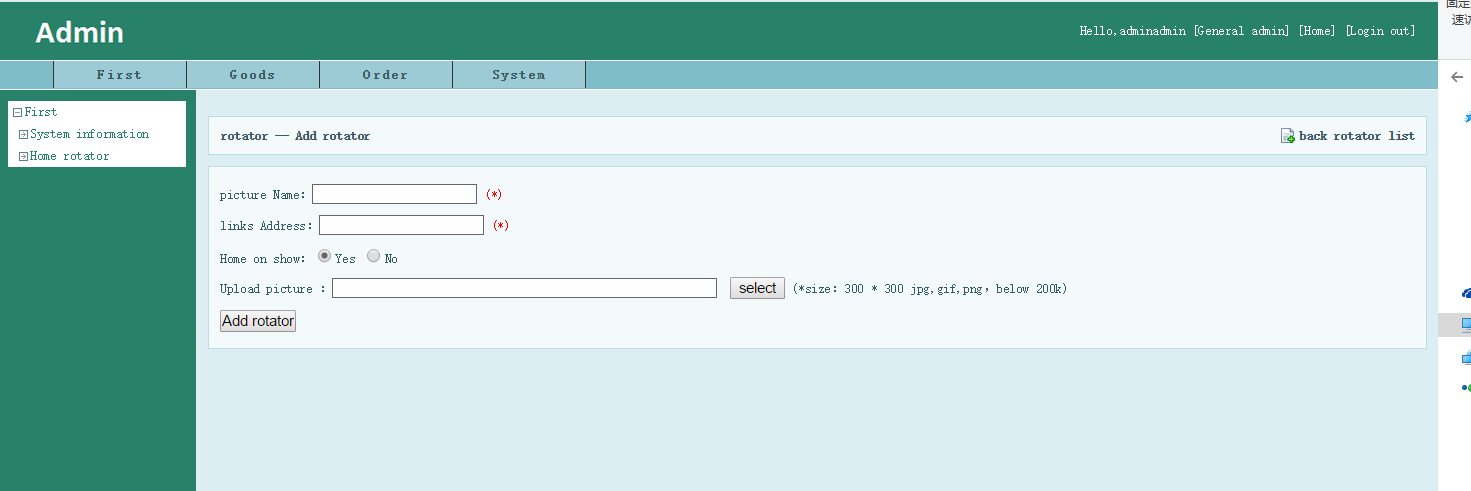 Admin
Hello,adminadmin [General admin] [Home] [Login out]
First Goods Order System
First
System information
Home rotator
rotator — Add rotator
back rotator list
picture Name: (*)
links Address: (*)
Home on show: Yes No
Upload picture : select (*size: 300 * 300 jpg,gif,png，below 200k)
Add rotator